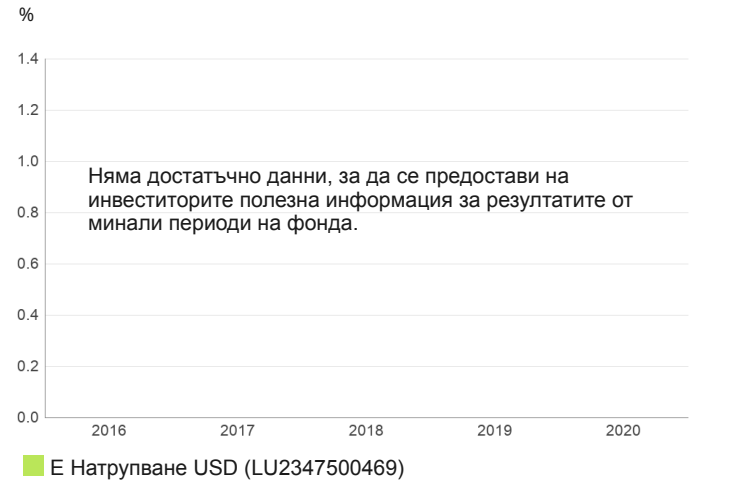 %
1.4
1.2
1.0
Няма достатъчно данни, за да се предостави на
инвеститорите полезна информация за резултатите от
0.8
минали периоди на фонда.
0.6
0.4
0.2
0.0
2016 2017 2018 2019 2020
Е Натрупване USD (LU2347500469)